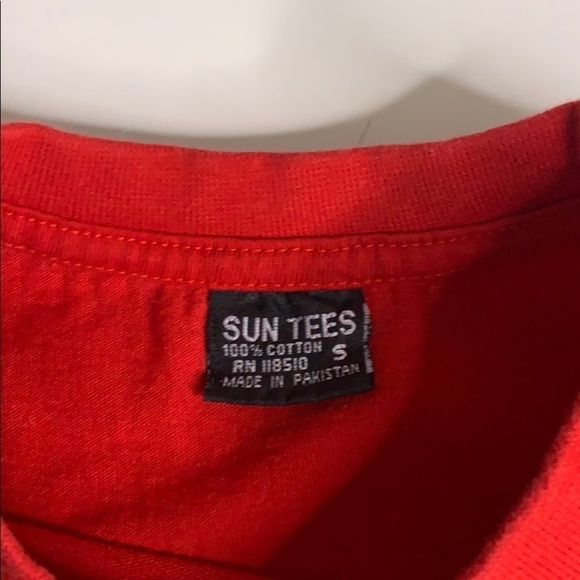 SUN TEES
100% COTTON S
RN 118510
MADE IN PAKISTAN